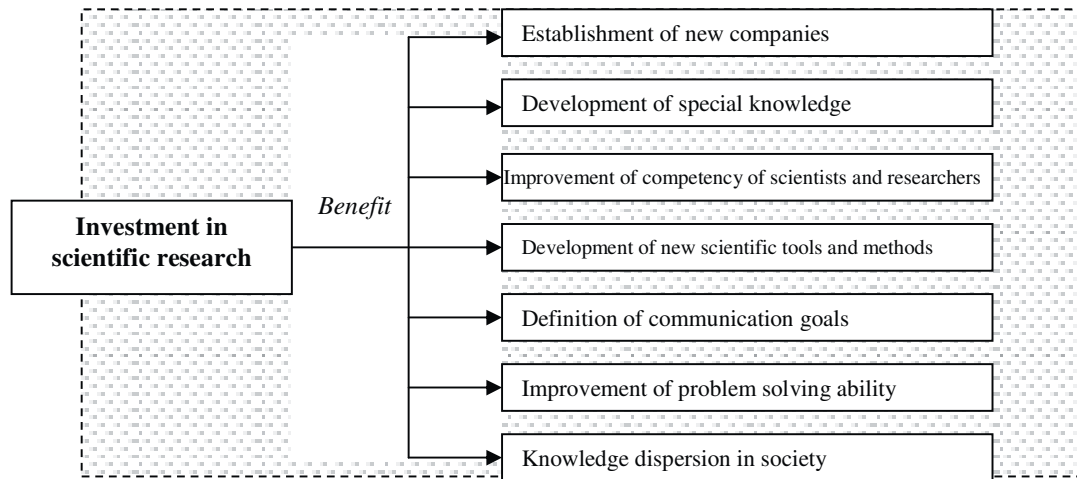 Establishment of new companies
Development of special knowledge
Improvement of competency of scientists and researchers
Benefit
Investment in
scientific research
Development of new scientific tools and methods
Definition of communication goals
Improvement of problem solving ability
Knowledge dispersion in society